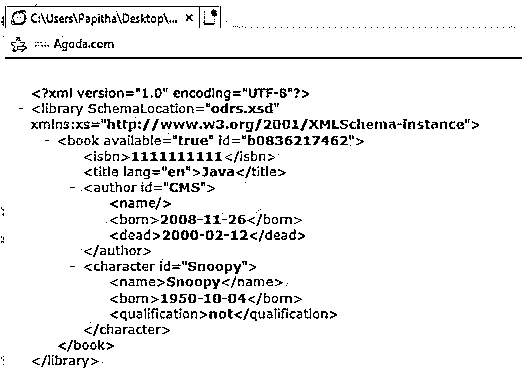 C:\Users\Papitha\Desktop\...
Agoda.com
<?xml version="1.0" encoding="UTF-8"?>
- <library SchemaLocation="odrs.xsd"
xmlns:xs="http://www.w3.org/2001/XMLSchema-instance">
- <book available="true" id="b0836217462">
<isbn>1111111111</isbn>
<title lang="en">Java</title>
- <author id="CMS">
<name/>
<born>2008-11-26</born>
<dead>2000-02-12</dead>
</author>
- <character id="Snoopy">
<name>Snoopy</name>
<born>1950-10-04</born>
<qualification>not</qualification>
</character>
</book>
</library>